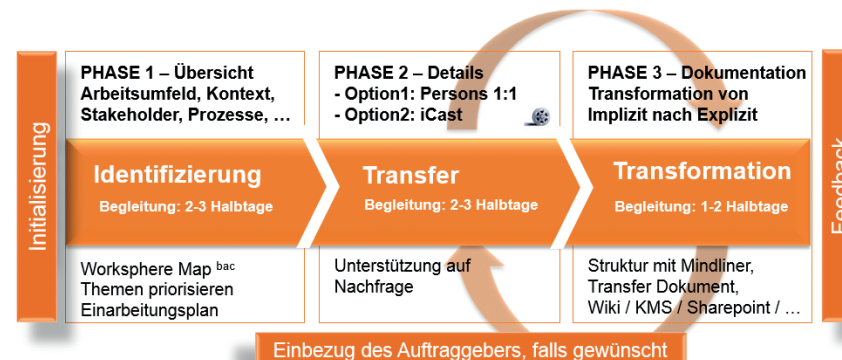 Initialisierung
PHASE 1 – Übersicht
Arbeitsumfeld, Kontext,
Stakeholder, Prozesse, …
Identifizierung
Begleitung: 2-3 Halbtage
Worksphere Map bac
Themen priorisieren
Einarbeitungsplan
PHASE 2 – Details
- Option1: Persons 1:1
- Option2: iCast
Transfer
Begleitung: 2-3 Halbtage
Unterstützung auf
Nachfrage
PHASE 3 – Dokumentation
Transformation von
Implizit nach Explizit
Transformation
Begleitung: 1-2 Halbtage
Struktur mit Mindliner,
Transfer Dokument,
Wiki / KMS / Sharepoint / …
Feedback
Einbezug des Auftraggebers, falls gewünscht